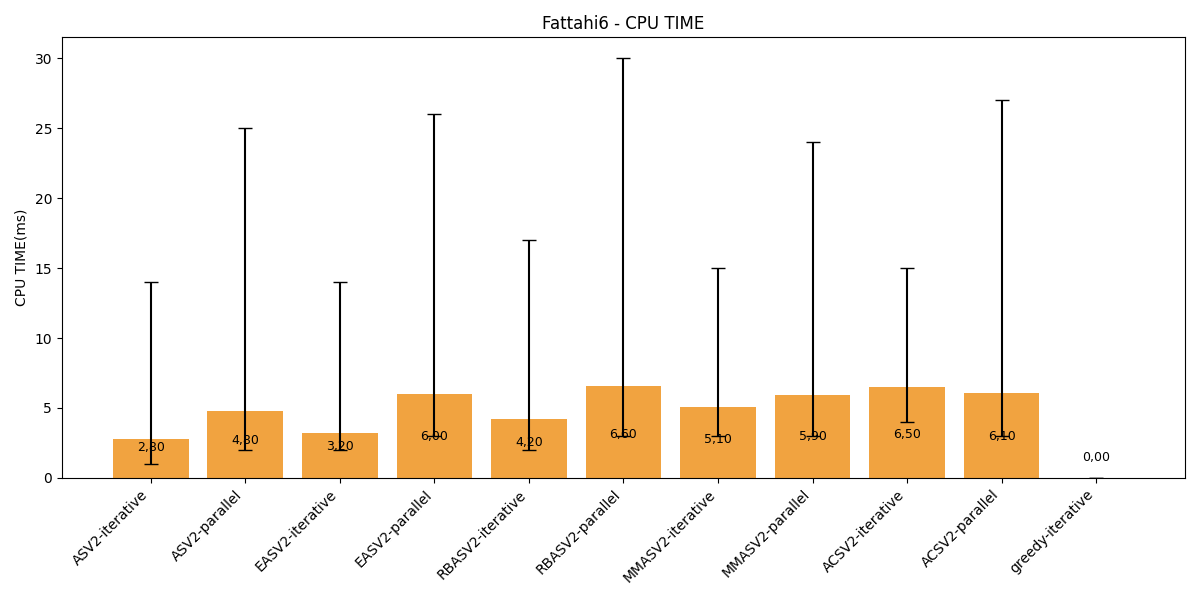 Fattahi6 - CPU TIME
CPU TIME(ms)
30
25
20
15
10
5
0
2,80
4,80
3,20
6,00
4,20
6,60
5,10
5,90
6,50
6,10
0,00
ASV2-iterative
ASV2-parallel
EASV2-iterative
EASV2-parallel
RBASV2-iterative
RBASV2-parallel
MMASV2-iterative
MMASV2-parallel
ACSV2-iterative
ACSV2-parallel
greedy-iterative